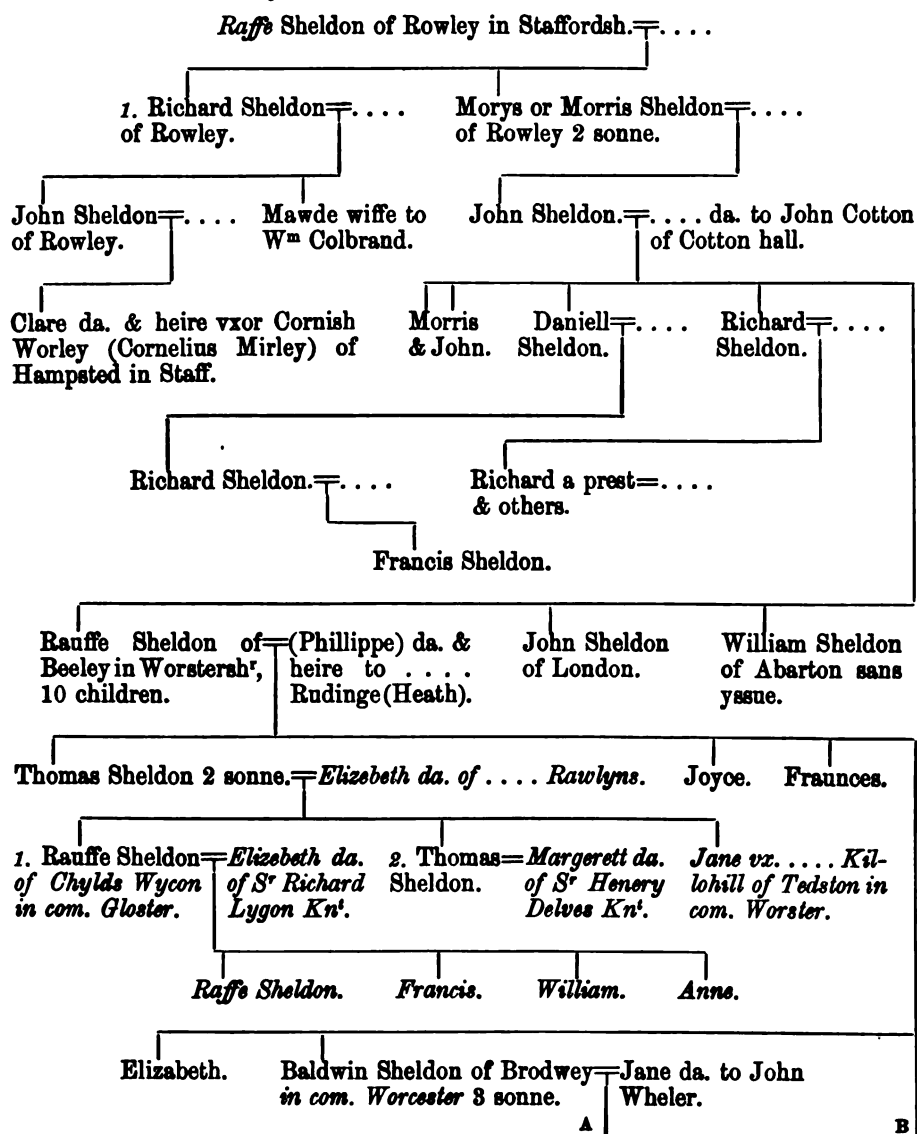 Raffe Sheldon of Rowley in Staffordsh.=. . . .
1. Richard Sheldon=. . . .
of Rowley.
Morys or Morris Sheldon=. . . .
of Rowley 2 sonne.
John Sheldon=. . . .
of Rowley.
Mawde wiffe to
Wm Colbrand.
John Sheldon.=. . . . da. to John Cotton
of Cotton hall.
Clare da. & heire vxor Cornish
Worley (Cornelius Mirley) of
Hampsted in Staff.
Morris
& John.
Daniell=. . . .
Sheldon.
Richard=. . . .
Sheldon.
Richard Sheldon.=. . . .
Richard a prest=. . . .
& others.
Francis Sheldon.
Rauffe Sheldon of=(Phillippe) da. &
Beeley in Worstershr, heire to . . . .
10 children. Rudinge (Heath).
John Sheldon
of London.
William Sheldon
of Abarton sans
yssue.
Thomas Sheldon 2 sonne.=Elizebeth da. of . . . . Rawlyns.
Joyce.
Fraunces.
1. Rauffe Sheldon=Elizebeth da.
of Chylds Wycon of Sr Richard
in com. Gloster. Lygon Knt.
2. Thomas=Margerett da.
Sheldon. of Sr Henery
Delves Knt.
Jane vx. . . . . . Kil-
lohill of Tedston in
com. Worster.
Raffe Sheldon.
Francis.
William.
Anne.
Elizabeth.
Baldwin Sheldon of Brodwey=Jane da. to John
in com. Worcester 3 sonne. Wheler.
A B